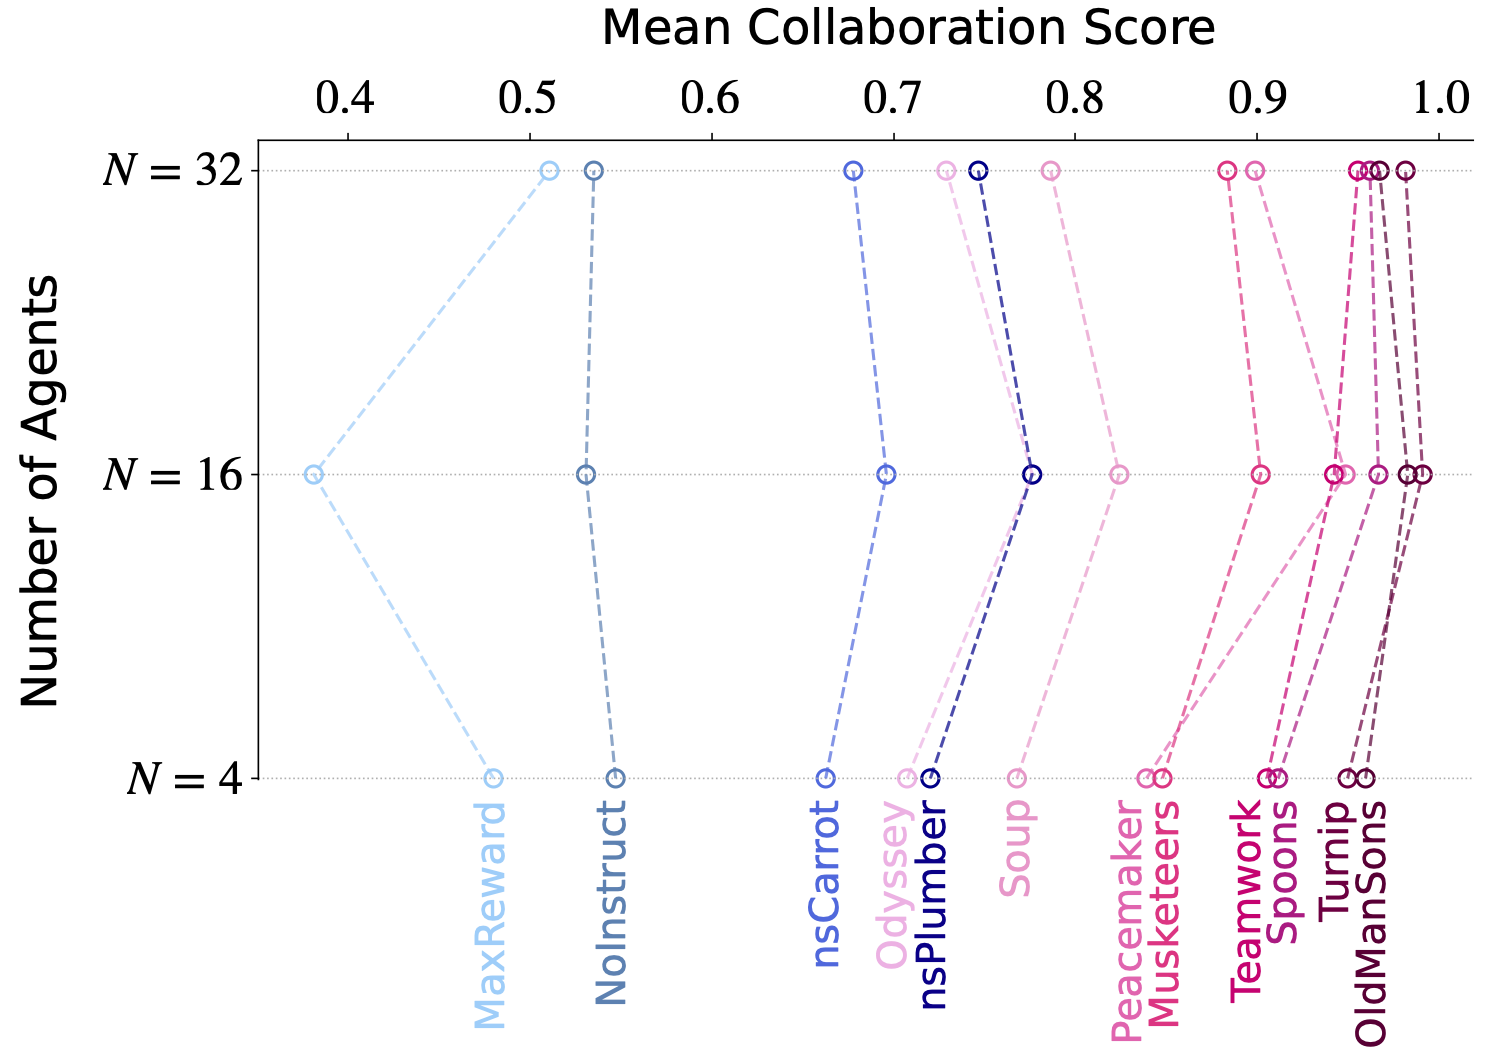 Mean Collaboration Score
0.4 0.5 0.6 0.7 0.8 0.9 1.0
Number of Agents
N = 32
N = 16
N = 4
MaxReward
NoInstruct
nsCarrot
Odyssey
nsPlumber
Soup
Peacemaker
Musketeers
Teamwork
Spoons
Turnip
OldManSons